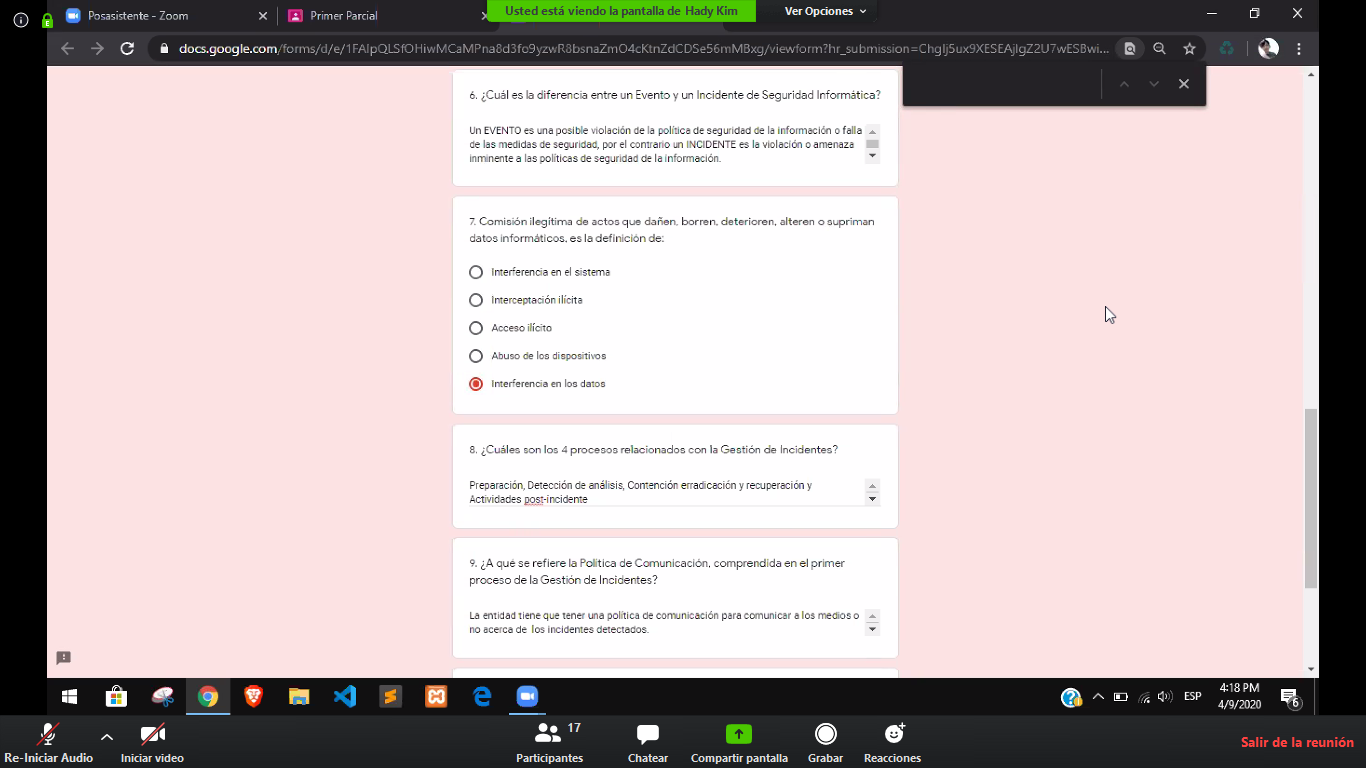 Usted está viendo la pantalla de Hady Kim
Ver Opciones
Posasistente - Zoom
Primer Parcial
docs.google.com/forms/d/e/1FAIpQLSfOHiwMCaMPna8d3fo9yzwR8bsnaZmO4cKtnZdCDSe56mMBxg/viewform?hr_submission=ChgIj5ux9XESEAjlgZ2U7wESBwi...
6. ¿Cuál es la diferencia entre un Evento y un Incidente de Seguridad Informática?
Un EVENTO es una posible violación de la política de seguridad de la información o falla
de las medidas de seguridad, por el contrario un INCIDENTE es la violación o amenaza
inminente a las políticas de seguridad de la información.
7. Comisión ilegítima de actos que dañen, borren, deterioren, alteren o supriman
datos informáticos, es la definición de:
Interferencia en el sistema
Interceptación ilícita
Acceso ilícito
Abuso de los dispositivos
Interferencia en los datos
8. ¿Cuáles son los 4 procesos relacionados con la Gestión de Incidentes?
Preparación, Detección de análisis, Contención erradicación y recuperación y
Actividades post-incidente
9. ¿A qué se refiere la Política de Comunicación, comprendida en el primer
proceso de la Gestión de Incidentes?
La entidad tiene que tener una política de comunicación para comunicar a los medios o
no acerca de los incidentes detectados.
ESP
4:18 PM
4/9/2020
6
Re-Iniciar Audio
Iniciar video
Participantes
17
Chatear
Compartir pantalla
Grabar
Reacciones
Salir de la reunión